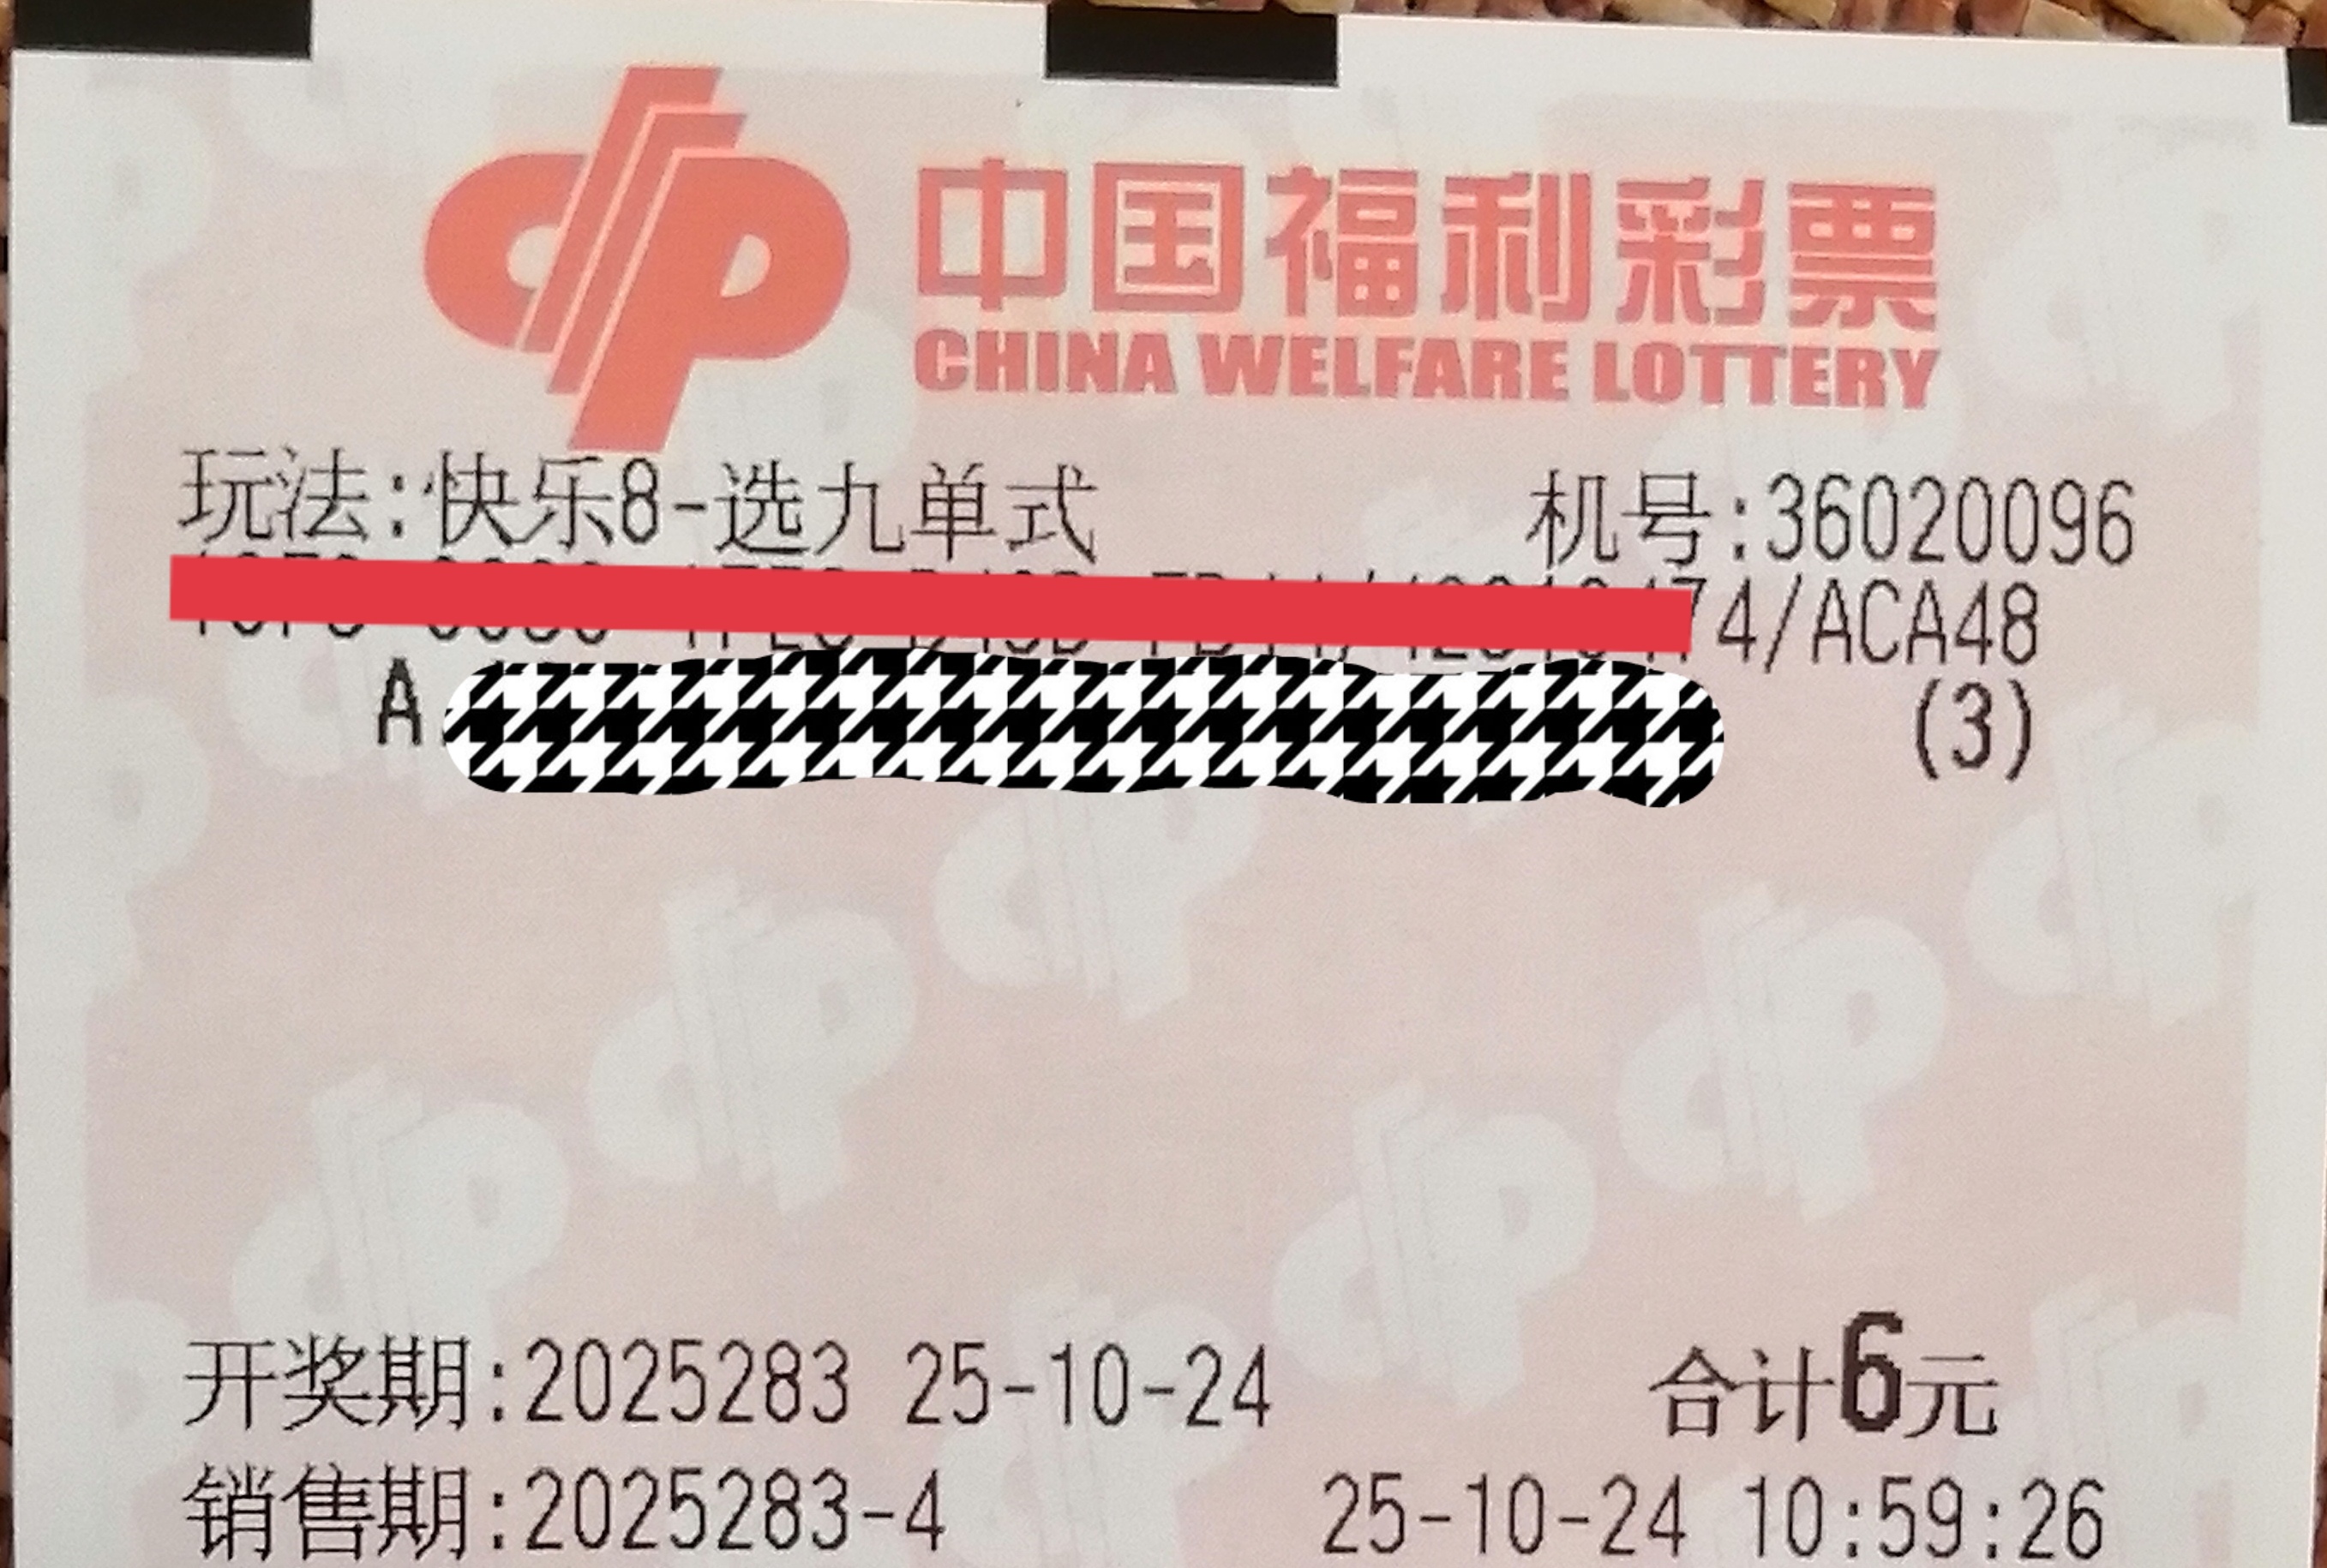 中国福利彩票
CHINA WELFARE LOTTERY
玩法:快乐8-选九单式 机号:36020096
74/ACA48
A (3)
开奖期:2025283 25-10-24 合计6元
销售期:2025283-4 25-10-24 10:59:26